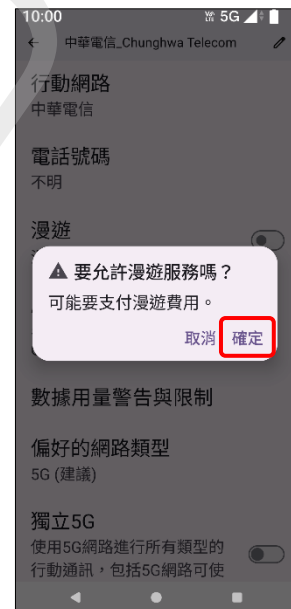 10:00 5G
中華電信_Chunghwa Telecom
行動網路
中華電信
電話號碼
不明
漫遊
要允許漫遊服務嗎？
可能要支付漫遊費用。
取消 確定
數據用量警告與限制
偏好的網路類型
5G (建議)
獨立5G
使用5G網路進行所有類型的
行動通訊，包括5G網路可使